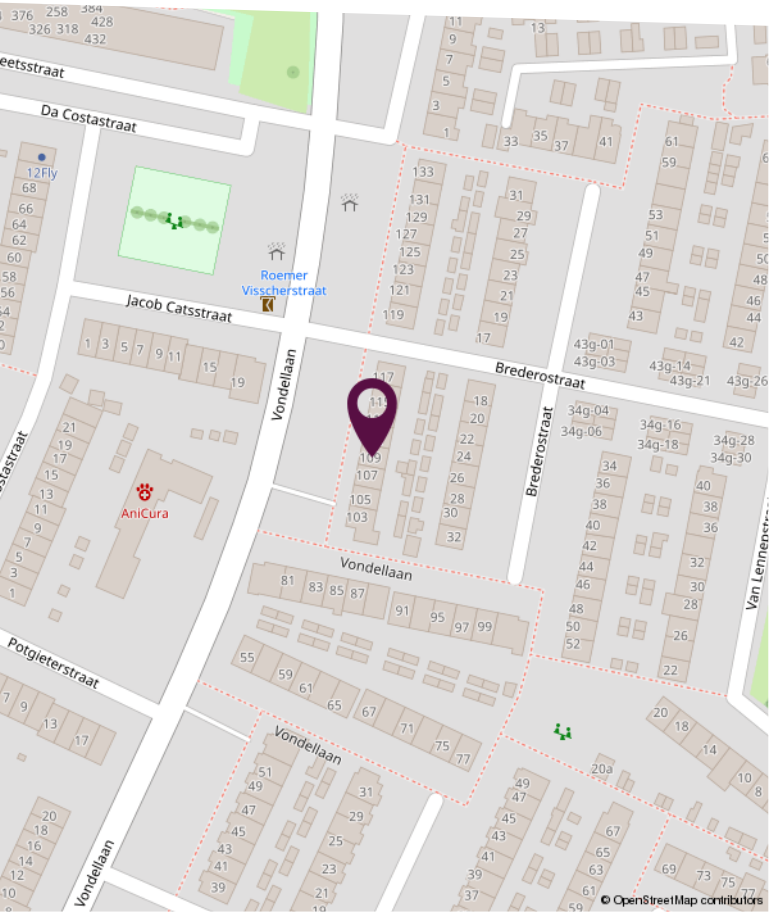 376 258 384
326 318 428
432
11
9
7
5
3
1
13
eetsstraat
Da Costastraat
12Fly
68
66
64
62
60
58
56
54
33 35 37 41
61
59
53
51
49
47
45
43
133
131
129
127
125
123
121
119
31
29
27
25
23
21
19
17
50
48
46
44
42
Roemer
Visscherstraat
Jacob Catsstraat
1 3 5 7 9 11 15 19
Vondellaan
Brederostraat
43g-01
43g-03
43g-14
43g-21
43g-26
117
115
109
107
105
103
18
20
22
24
26
28
30
32
Brederostraat
34g-04
34g-06
34g-16
34g-18
34g-28
34g-30
34
36
38
40
42
44
46
48
50
52
40
38
36
32
30
28
26
22
Van Lennepstra
ostastraat
21
19
17
15
13
11
9
7
5
3
1
AniCura
Vondellaan
81 83 85 87
91 95 97 99
55 59 61 65
67 71 75 77
Potgieterstraat
7 9 13 17
20
18
16
14
12
10
Vondellaan
Vondellaan
51
49
47
45
43
41
39
31
29
25
23
21
20 18 14 10 8
20a
49
47
45
43
41
39
37
67
65
63
61
59
69 73 75 77
© OpenStreetMap contributors